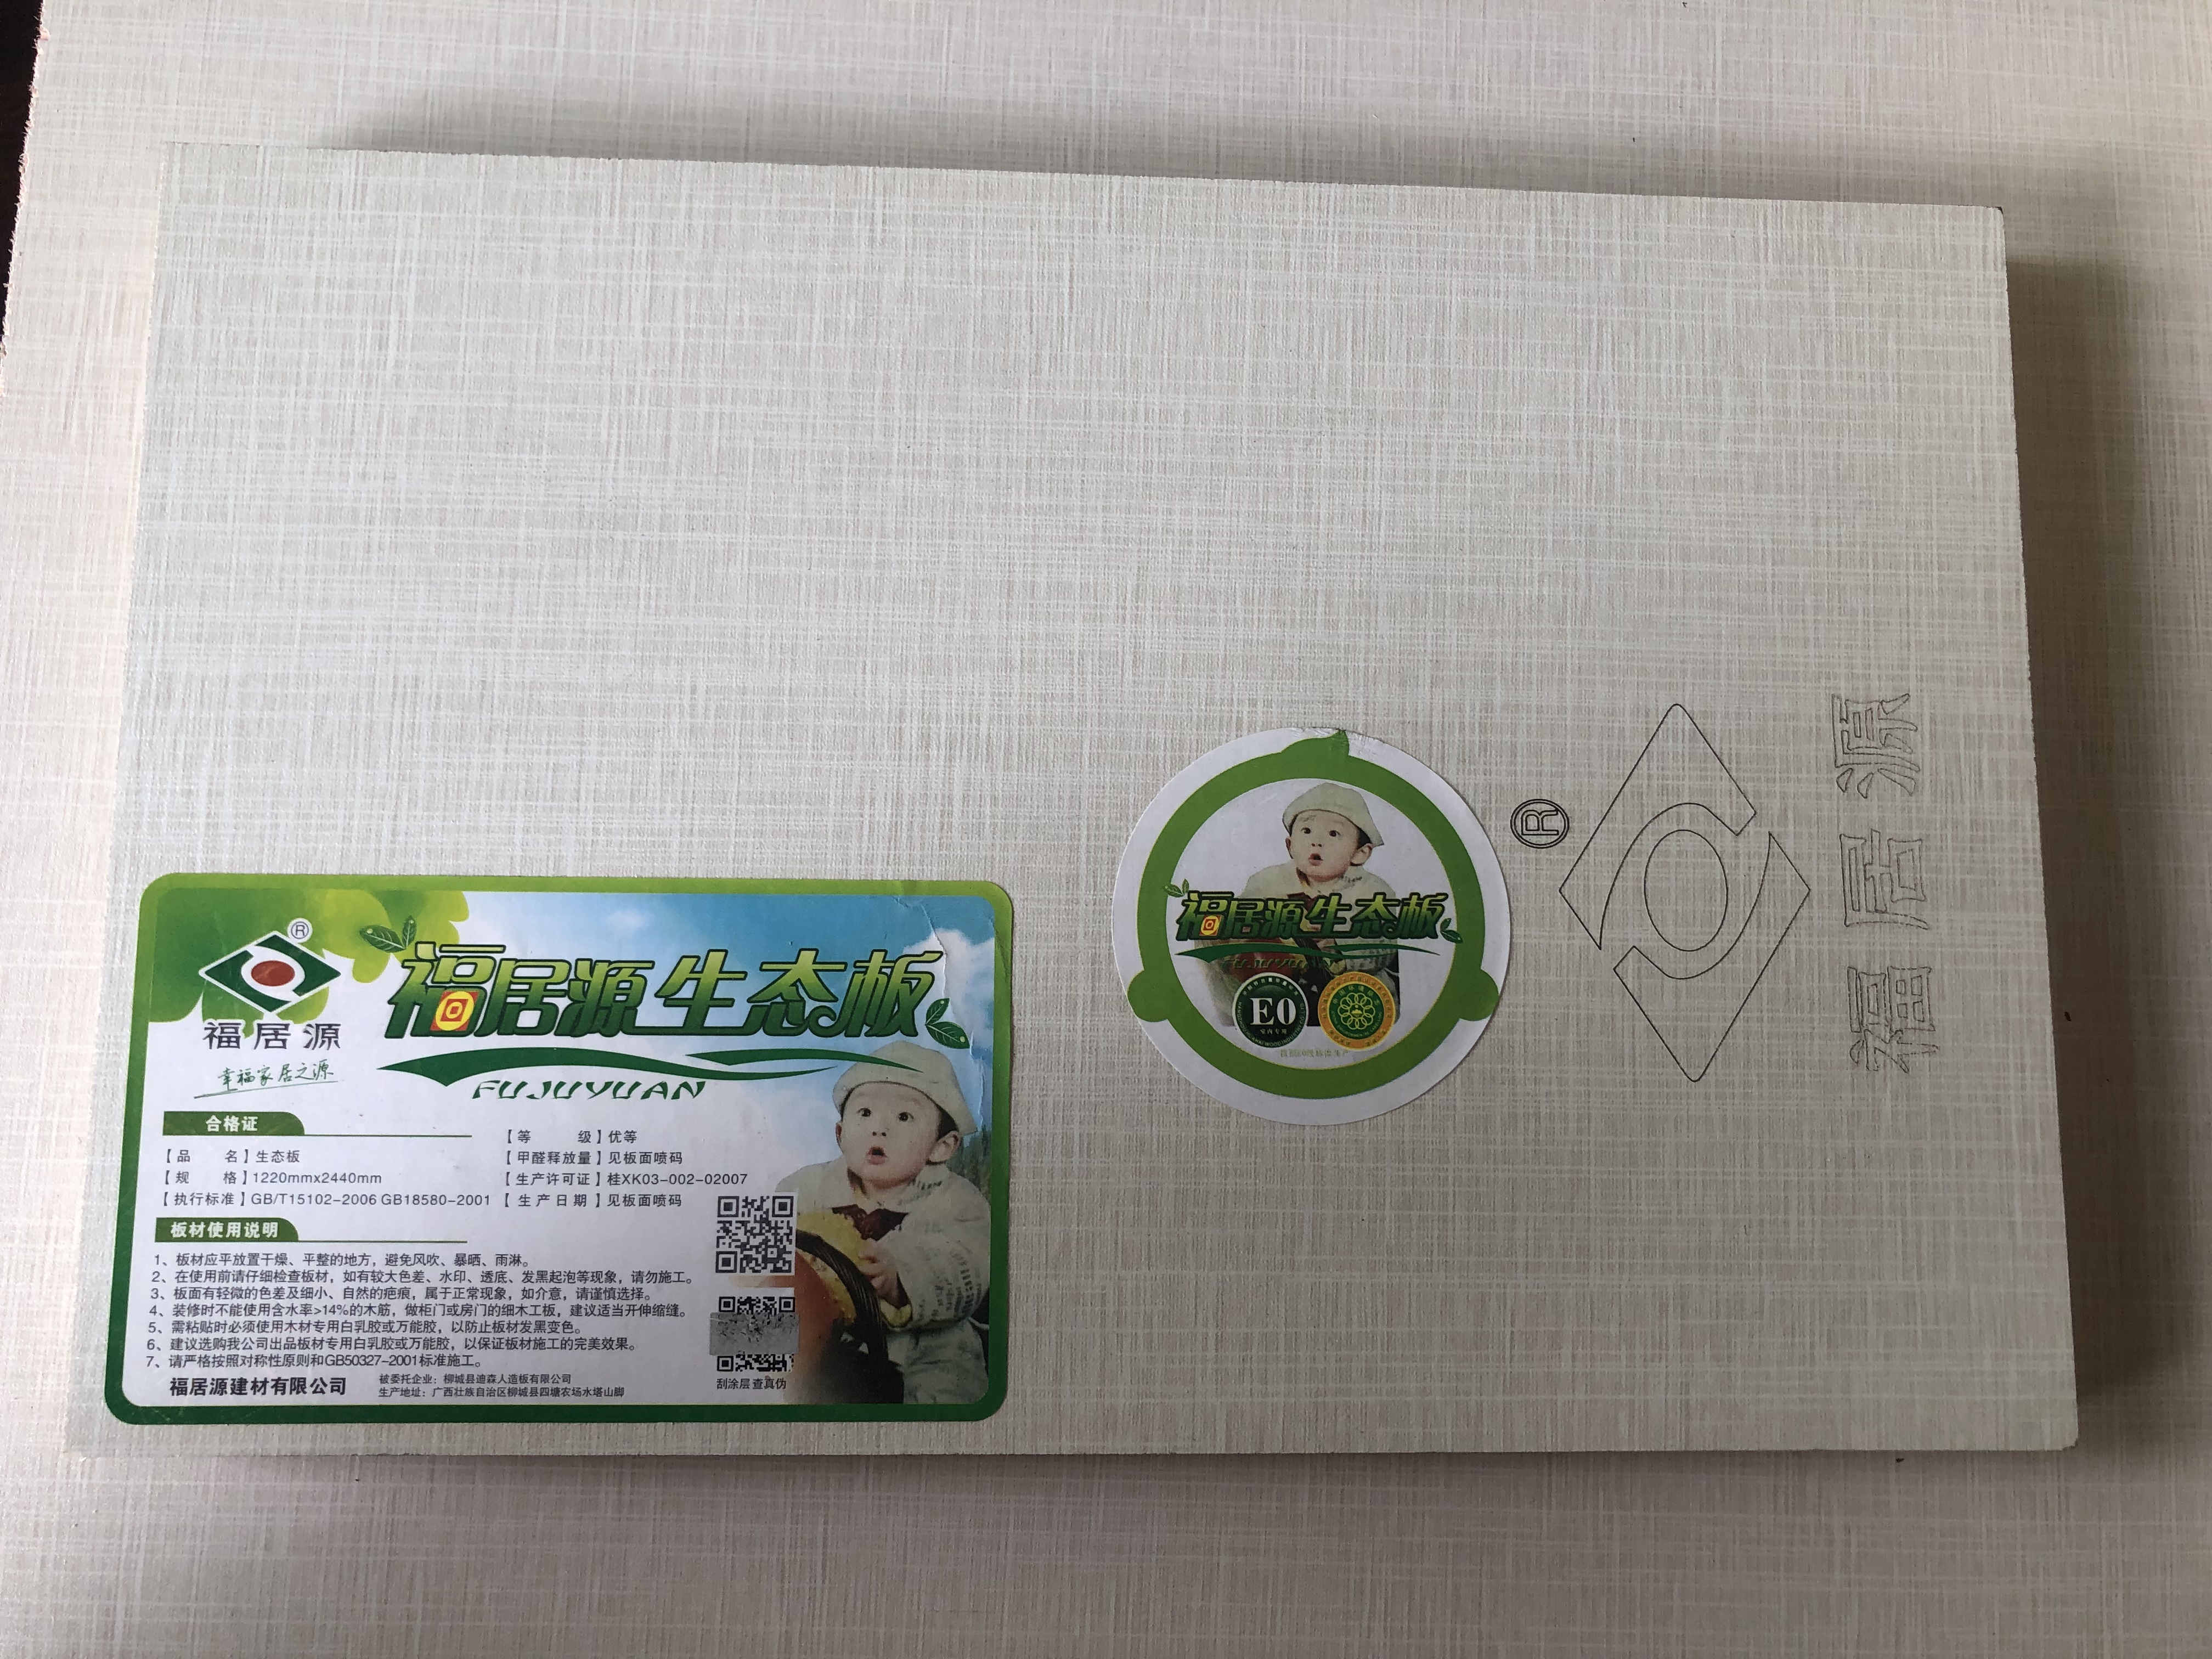 ®
福居源
幸福家居之源
福居源生态板
FUJUYUAN
合格证
【品 名】生态板
【规 格】1220mmx2440mm
【执行标准】GB/T15102-2006 GB18580-2001
【等 级】优等
【甲醛释放量】见板面喷码
【生产许可证】桂XK03-002-02007
【生产日期】见板面喷码
板材使用说明
1、板材应平放置干燥、平整的地方，避免风吹、暴晒、雨淋。
2、在使用前请仔细检查板材，如有较大色差、水印、透底、发黑起泡等现象，请勿施工。
3、板面有轻微的色差及细小、自然的疤痕，属于正常现象，如介意，请谨慎选择。
4、装修时不能使用含水率>14%的木筋，做柜门或房门的细木工板，建议适当开伸缩缝。
5、需粘贴时必须使用木材专用白乳胶或万能胶，以防止板材发黑变色。
6、建议选购我公司出品板材专用白乳胶或万能胶，以保证板材施工的完美效果。
7、请严格按照对称性原则和GB50327-2001标准施工。
福居源建材有限公司
被委托企业：柳城县迪森人造板有限公司
生产地址：广西壮族自治区柳城县四塘农场水塔山脚
刮涂层 查真伪
福居源生态板
E0
室内专用
®
福居源